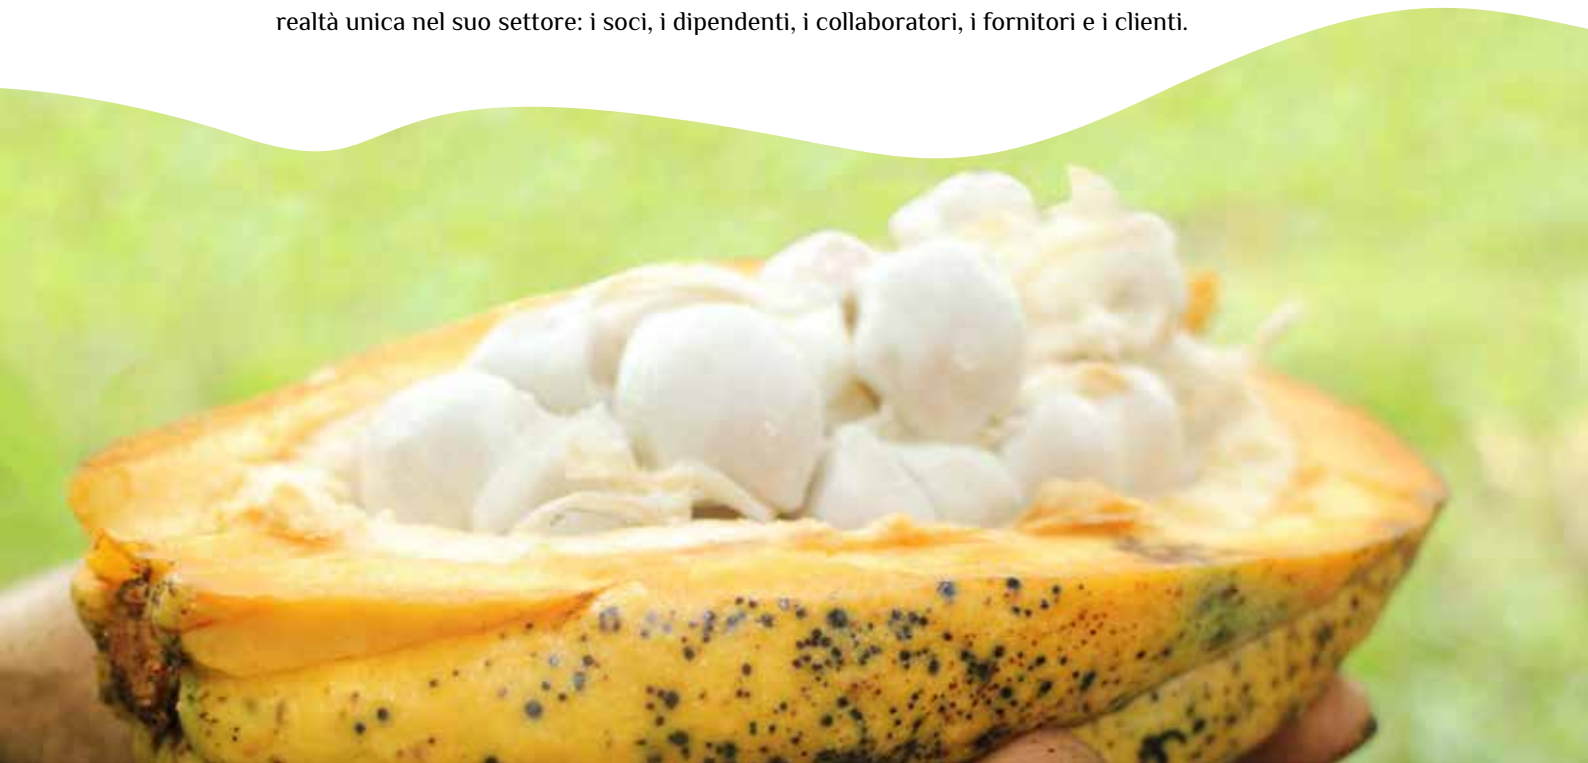 realtà unica nel suo settore: i soci, i dipendenti, i collaboratori, i fornitori e i clienti.